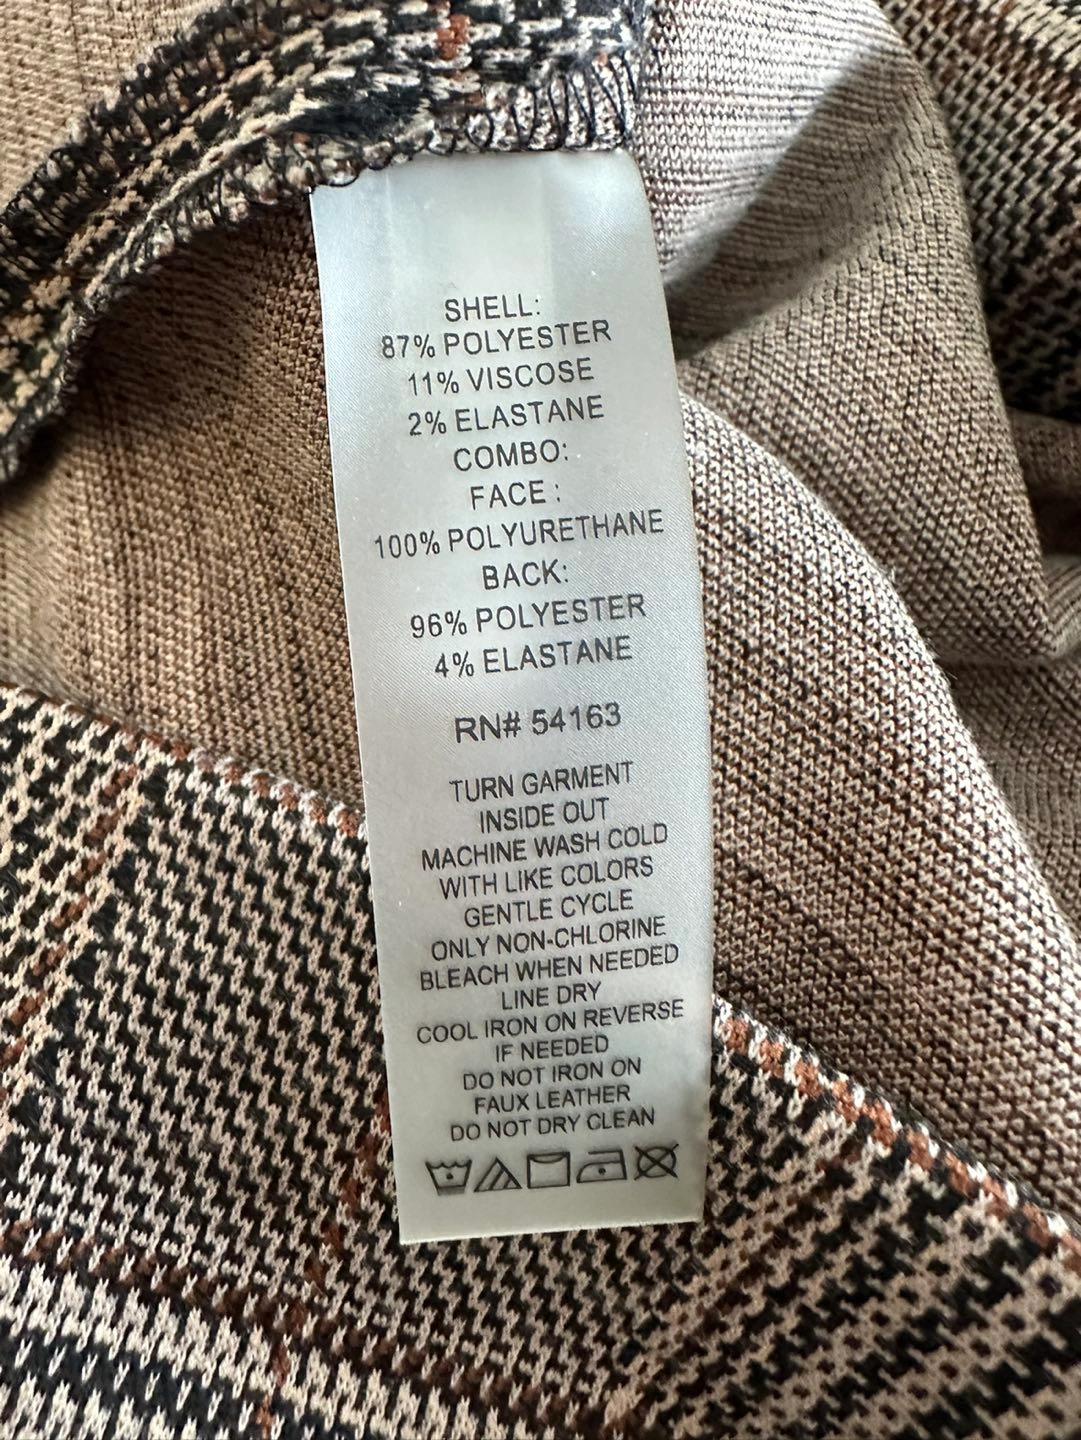 SHELL:
87% POLYESTER
11% VISCOSE
2% ELASTANE
COMBO:
FACE :
100% POLYURETHANE
BACK:
96% POLYESTER
4% ELASTANE
RN# 54163
TURN GARMENT
INSIDE OUT
MACHINE WASH COLD
WITH LIKE COLORS
GENTLE CYCLE
ONLY NON-CHLORINE
BLEACH WHEN NEEDED
LINE DRY
COOL IRON ON REVERSE
IF NEEDED
DO NOT IRON ON
FAUX LEATHER
DO NOT DRY CLEAN